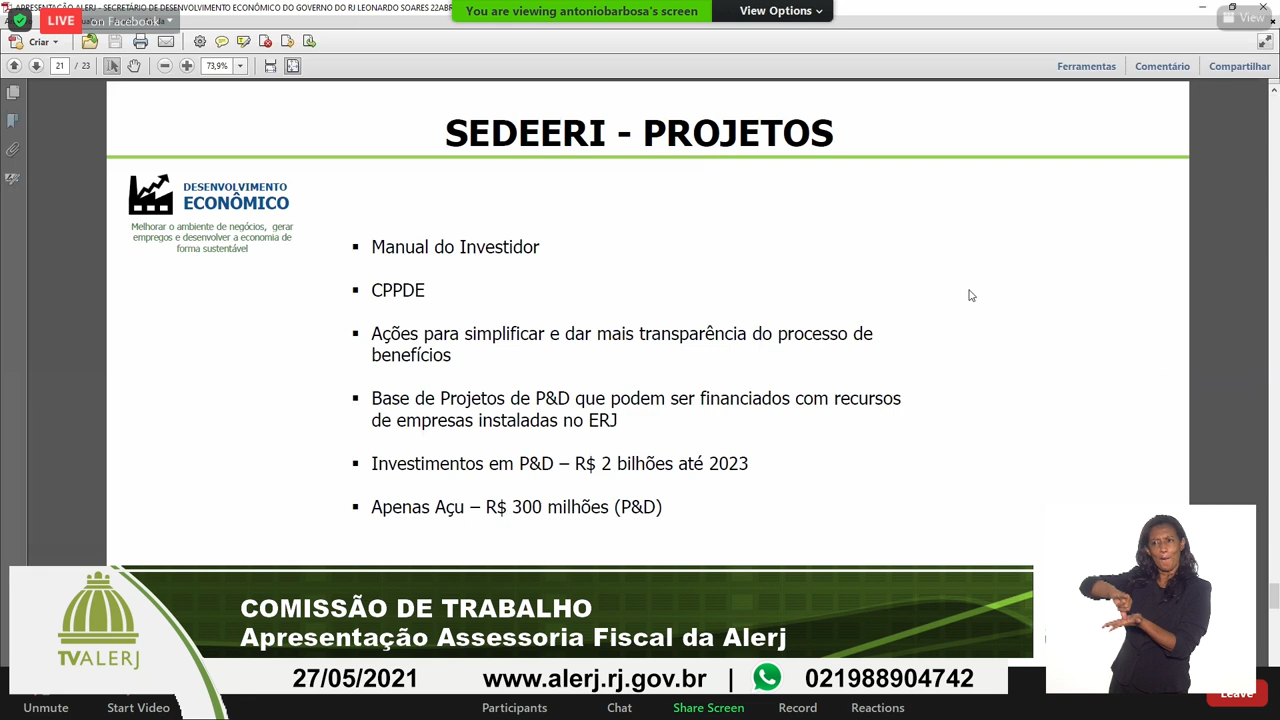 APRESENTAÇÃO ALERJ - SECRETÁRIO DE DESENVOLVIMENTO ECONÔMICO DO GOVERNO DO RJ LEONARDO SOARES 22ABR
You are viewing antoniobarbosa's screen
View Options
LIVE
on Facebook
View
Criar
21 / 23
73,9%
Ferramentas
Comentário
Compartilhar
SEDEERI - PROJETOS
DESENVOLVIMENTO
ECONÔMICO
Melhorar o ambiente de negócios, gerar
empregos e desenvolver a economia de
forma sustentável
▪ Manual do Investidor
▪ CPPDE
▪ Ações para simplificar e dar mais transparência do processo de
benefícios
▪ Base de Projetos de P&D que podem ser financiados com recursos
de empresas instaladas no ERJ
▪ Investimentos em P&D – R$ 2 bilhões até 2023
▪ Apenas Açu – R$ 300 milhões (P&D)
COMISSÃO DE TRABALHO
Apresentação Assessoria Fiscal da Alerj
TVALERJ
27/05/2021
www.alerj.rj.gov.br | 021988904742
Unmute
Start Video
Participants
Chat
Share Screen
Record
Reactions
Leave